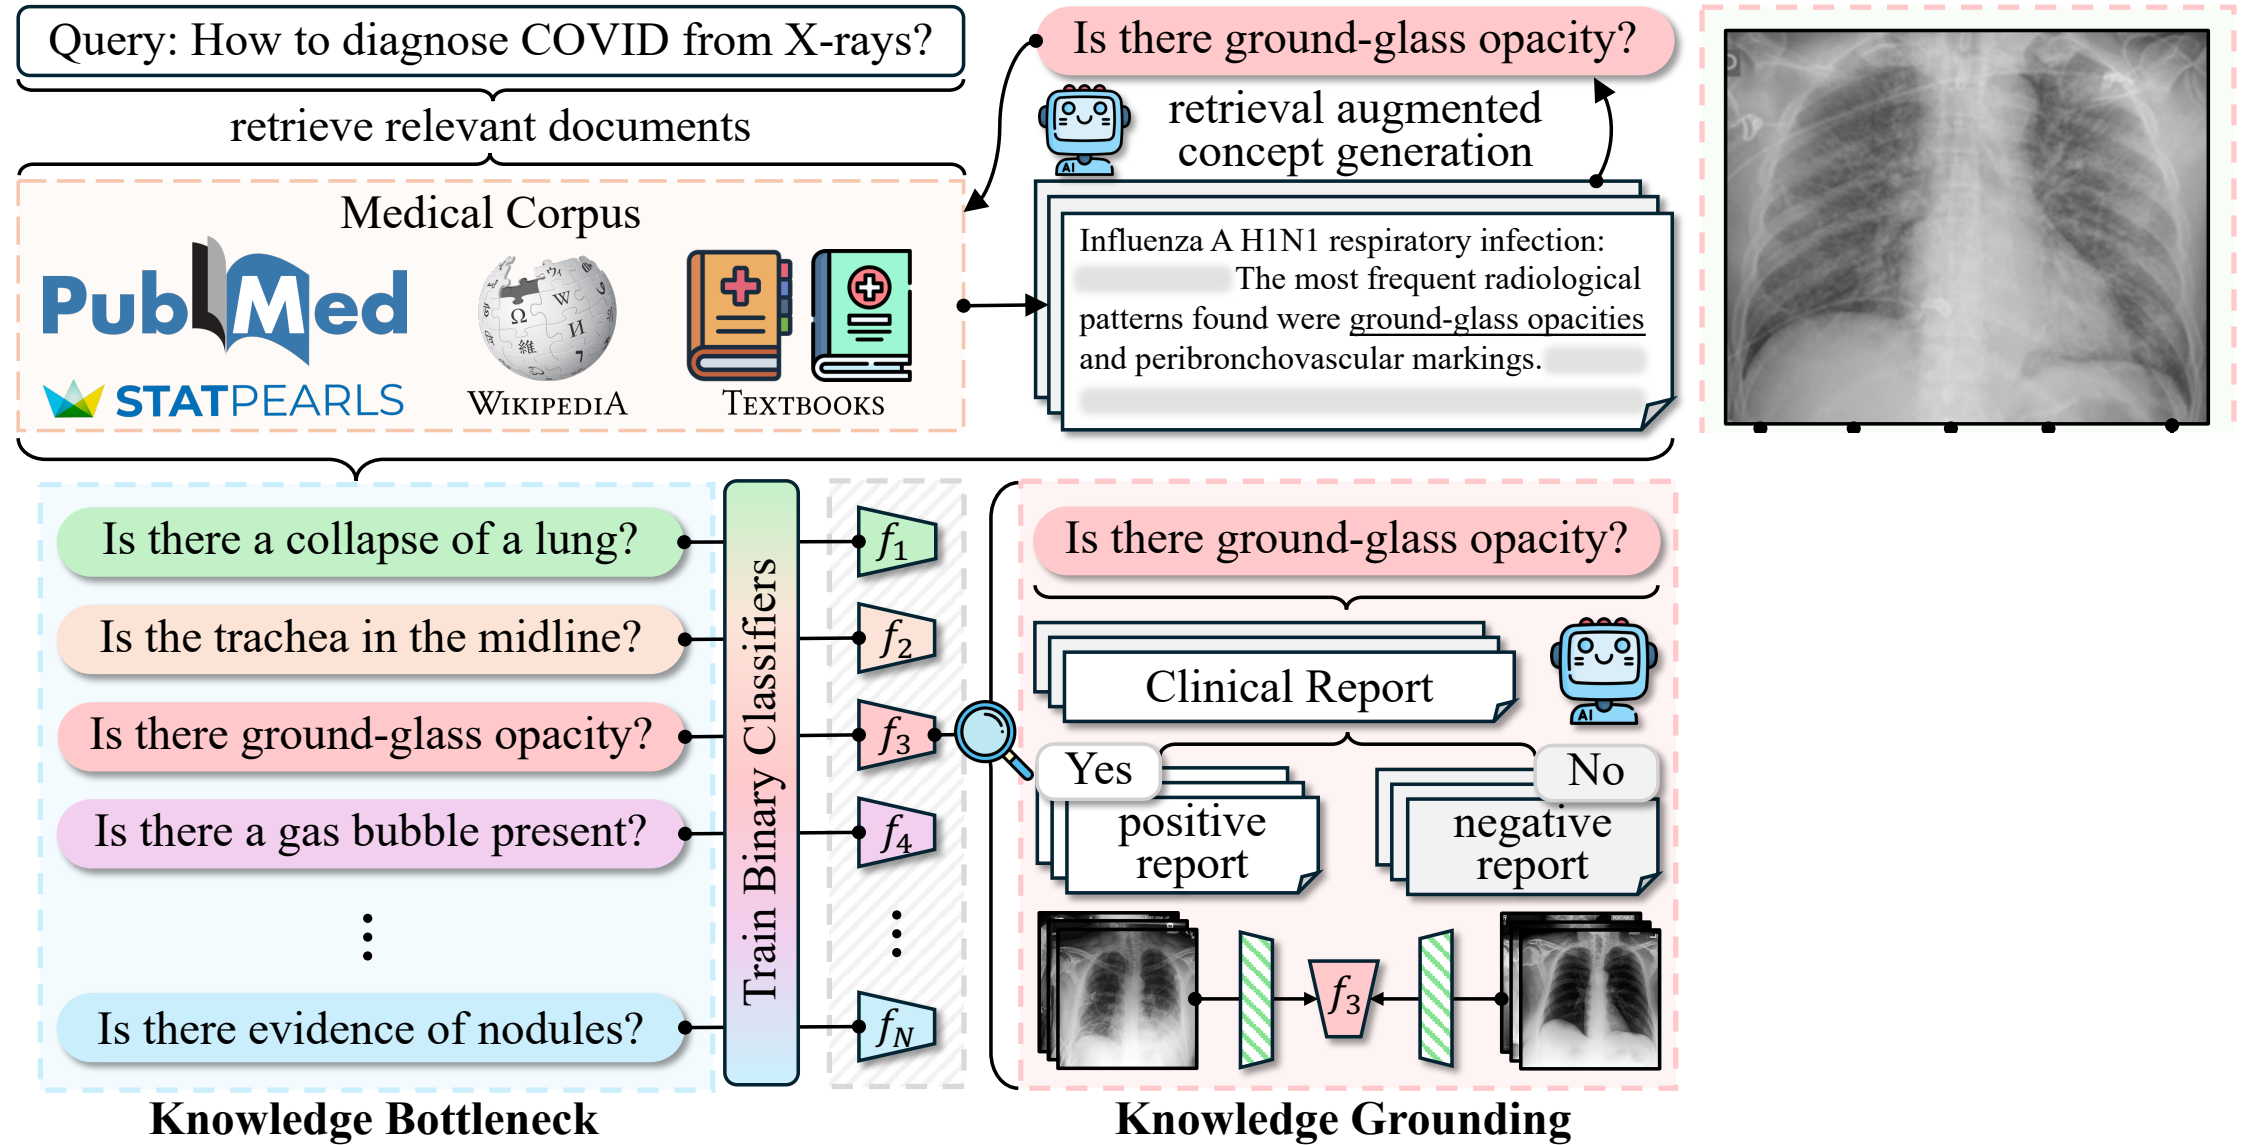 Query: How to diagnose COVID from X-rays?
retrieve relevant documents
Medical Corpus
PubMed
STATPEARLS
WIKIPEDIA
TEXTBOOKS
Is there ground-glass opacity?
retrieval augmented
concept generation
AI
Influenza A H1N1 respiratory infection:
The most frequent radiological
patterns found were ground-glass opacities
and peribronchovascular markings.
Is there a collapse of a lung?
Is the trachea in the midline?
Is there ground-glass opacity?
Is there a gas bubble present?
Is there evidence of nodules?
Train Binary Classifiers
f1
f2
f3
f4
fN
Knowledge Bottleneck
Is there ground-glass opacity?
Clinical Report
AI
Yes
No
positive
report
negative
report
f3
Knowledge Grounding